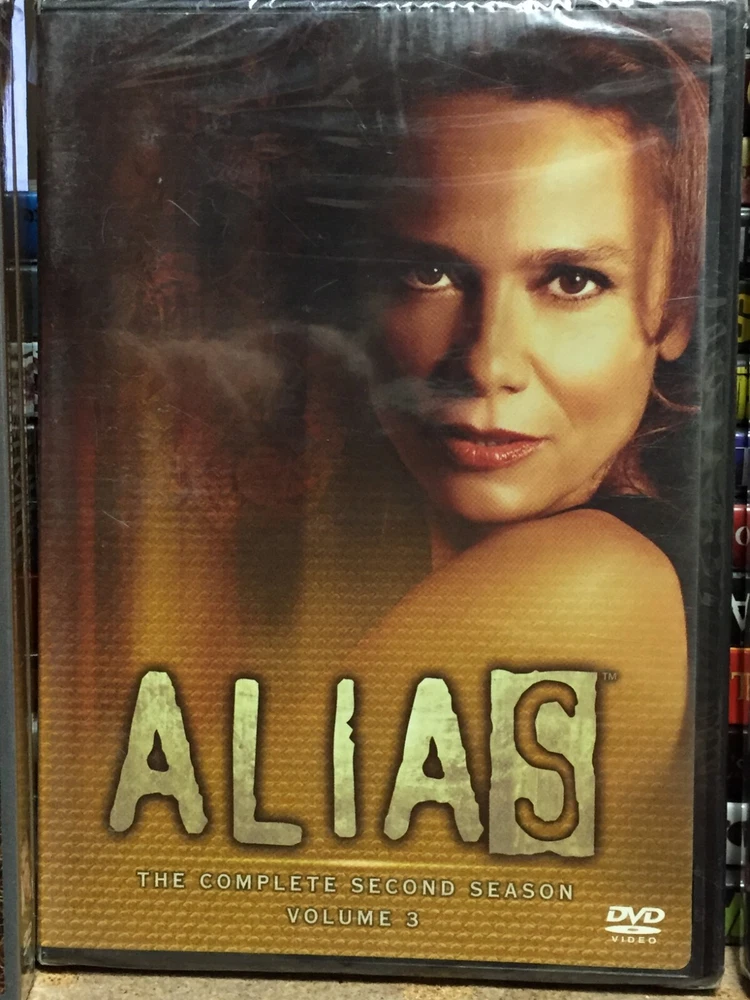 ALIAS™
THE COMPLETE SECOND SEASON
VOLUME 3
DVD
VIDEO